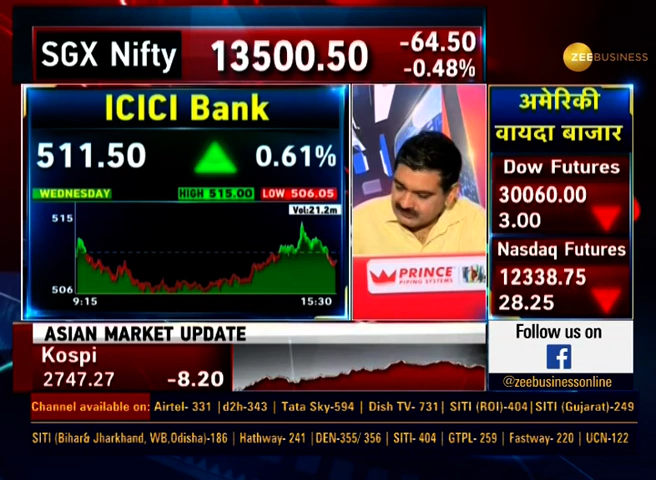 SGX Nifty
13500.50
-64.50
-0.48%
ZEEBUSINESS
ICICI Bank
511.50
0.61%
WEDNESDAY
HIGH 515.00
LOW 506.05
Vol:21.2m
515
506
9:15
15:30
PRINCE
PIPING SYSTEMS
अमेरिकी
वायदा बाजार
Dow Futures
30060.00
3.00
Nasdaq Futures
12338.75
28.25
ASIAN MARKET UPDATE
Kospi
2747.27
-8.20
Follow us on
f
@zeebusinessonline
Channel available on: Airtel- 331 |d2h-343 | Tata Sky-594 | Dish TV- 731| SITI (ROI)-404| SITI (Gujarat)-249
SITI (Bihar& Jharkhand, WB,Odisha)-186 | Hathway- 241 |DEN-355/ 356 | SITI- 404 | GTPL- 259 | Fastway- 220 | UCN-122